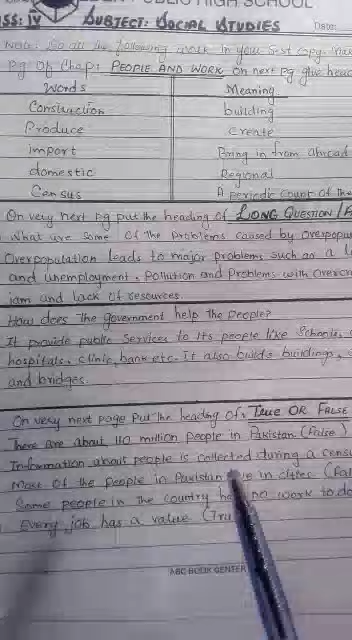 PUBLIC HIGH SCHOOL
SS: IV SUBJECT: SOCIAL STUDIES Date:
Note: Do all the following work in your Sst copy.
pg of Chap: PEOPLE AND WORK on next pg give head
Words Meaning
Construction building
Produce Create
import Bring in from abroad
domestic Regional
Census A periodic count of the
On very next pg put the heading of LONG QUESTION/
What are some of the problems caused by Overpopu
Overpopulation leads to major problems such as a l
and unemployment. Pollution and Problems with overcro
jam and lack of resources.
How does the government help the people?
It provide public services to its people like Schools,
hospitals, clinic, bank etc. It also builds buildings,
and bridges.
On very next page Put the heading of: True OR False
There are about 110 million people in Pakistan (False)
Information about people is collected during a censu
Most of the people in Pakistan live in cities (Fal
Some people in the country have no work to do
Every job has a value (Tru
ABC BOOK CENTER